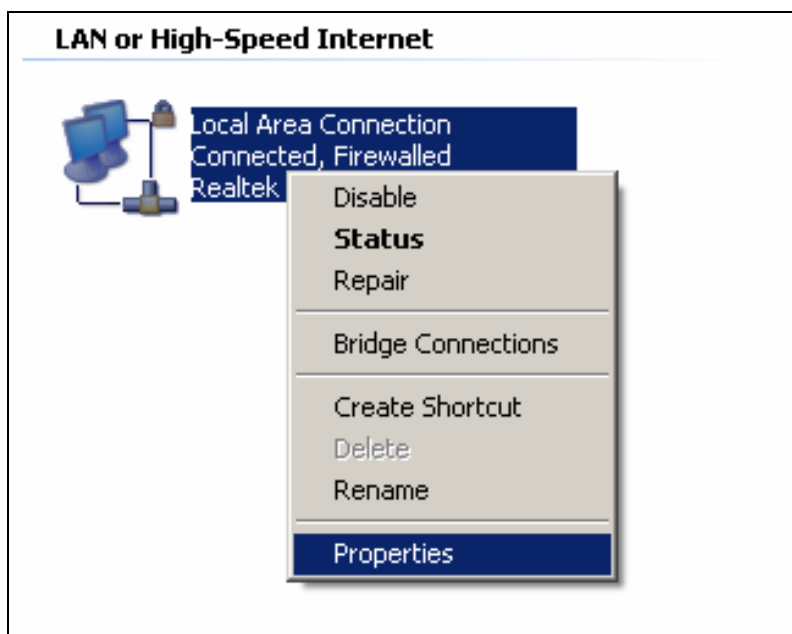 LAN or High-Speed Internet
Local Area Connection
Connected, Firewalled
Realtek
Disable
Status
Repair
Bridge Connections
Create Shortcut
Delete
Rename
Properties